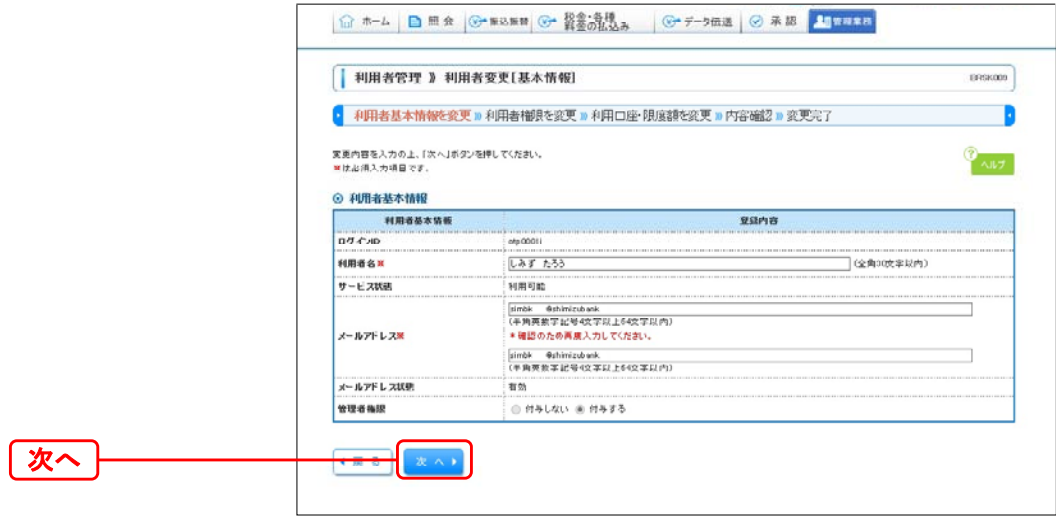 ホーム 照会 振込振替 税金・各種料金の払込み データ伝送 承認 管理業務
利用者管理 》 利用者変更[基本情報] BRSK009
利用者基本情報を変更 》 利用者権限を変更 》 利用口座・限度額を変更 》 内容確認 》 変更完了
変更内容を入力の上、「次へ」ボタンを押してください。
※は必須入力項目です。
? ヘルプ
利用者基本情報
利用者基本情報 登録内容
ログインID
利用者名※ しみず たろう (全角30文字以内)
サービス状態 利用可能
simbk @shimizubank
(半角英数字記号4文字以上64文字以内)
メールアドレス※ *確認のため再度入力してください。
simbk @shimizubank
(半角英数字記号4文字以上64文字以内)
メールアドレス状態 有効
管理者権限 付与しない 付与する
次へ 戻る 次へ